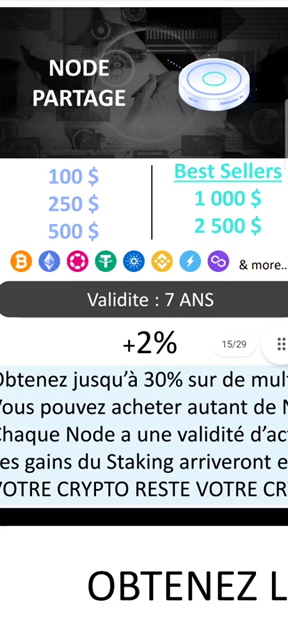 NODE
PARTAGE
100 $
250 $
500 $
Best Sellers
1 000 $
2 500 $
& more..
Validite : 7 ANS
+2%
15/29
Obtenez jusqu'à 30% sur de mul
Vous pouvez acheter autant de N
Chaque Node a une validité d'ac
es gains du Staking arriveront e
VOTRE CRYPTO RESTE VOTRE CR
OBTENEZ L